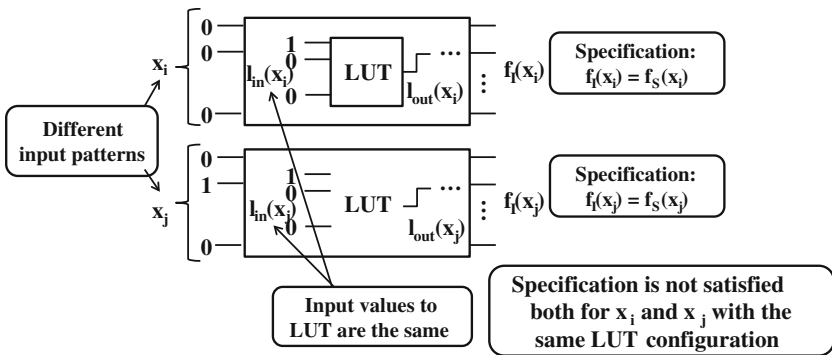 0
0
x_i
0
1
0
l_in(x_i)
0
LUT
...
l_out(x_i)
f_I(x_i)
Specification:
f_I(x_i) = f_S(x_i)
Different
input patterns
0
1
x_j
0
1
0
l_in(x_j)
0
LUT
...
l_out(x_j)
f_I(x_j)
Specification:
f_I(x_j) = f_S(x_j)
Input values to
LUT are the same
Specification is not satisfied
both for x_i and x_j with the
same LUT configuration